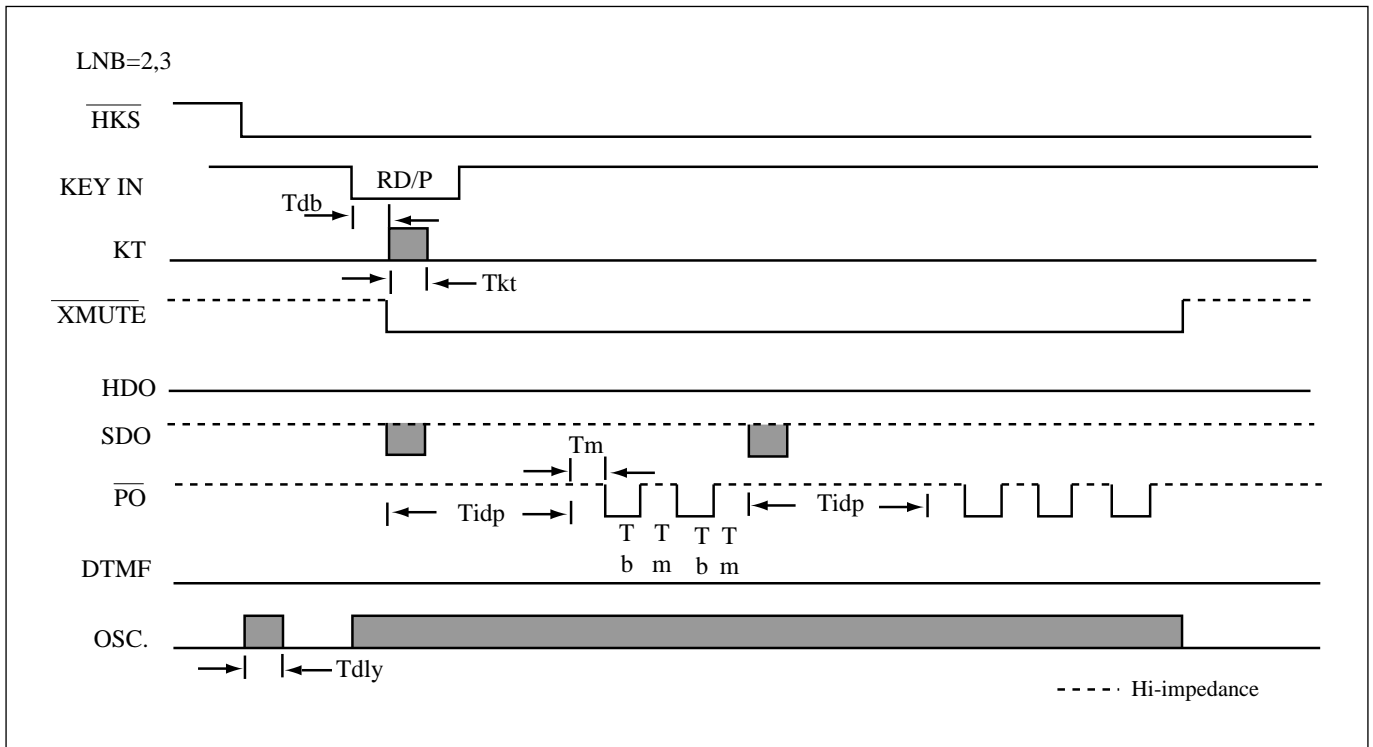 LNB=2,3
HKS
KEY IN
RD/P
Tdb
KT
Tkt
XMUTE
HDO
SDO
Tm
PO
Tidp
Tidp
T T T T
b m b m
DTMF
OSC.
Tdly
Hi-impedance